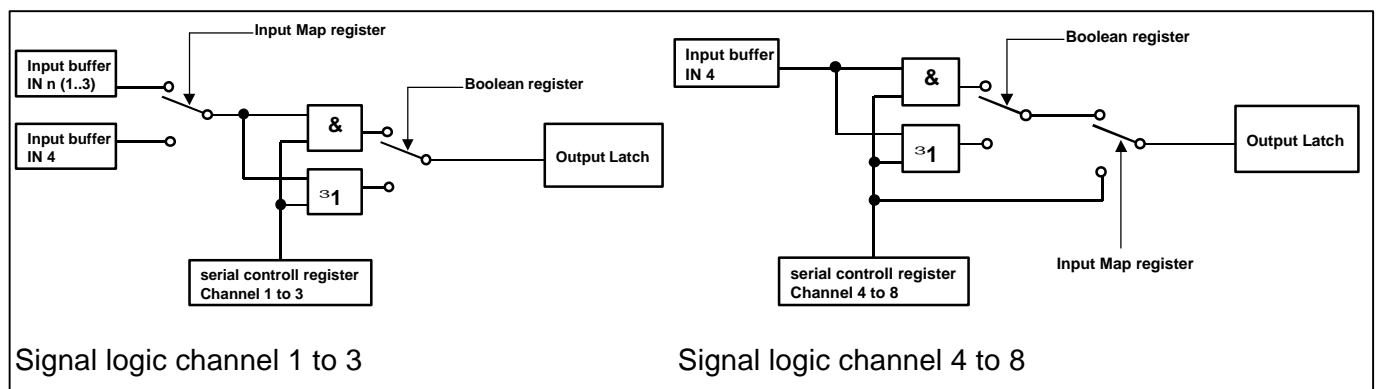 Input Map register
Input buffer
IN n (1..3)
Input buffer
IN 4
&
³1
Boolean register
Output Latch
serial controll register
Channel 1 to 3
Signal logic channel 1 to 3
Input buffer
IN 4
&
³1
Boolean register
Output Latch
Input Map register
serial controll register
Channel 4 to 8
Signal logic channel 4 to 8